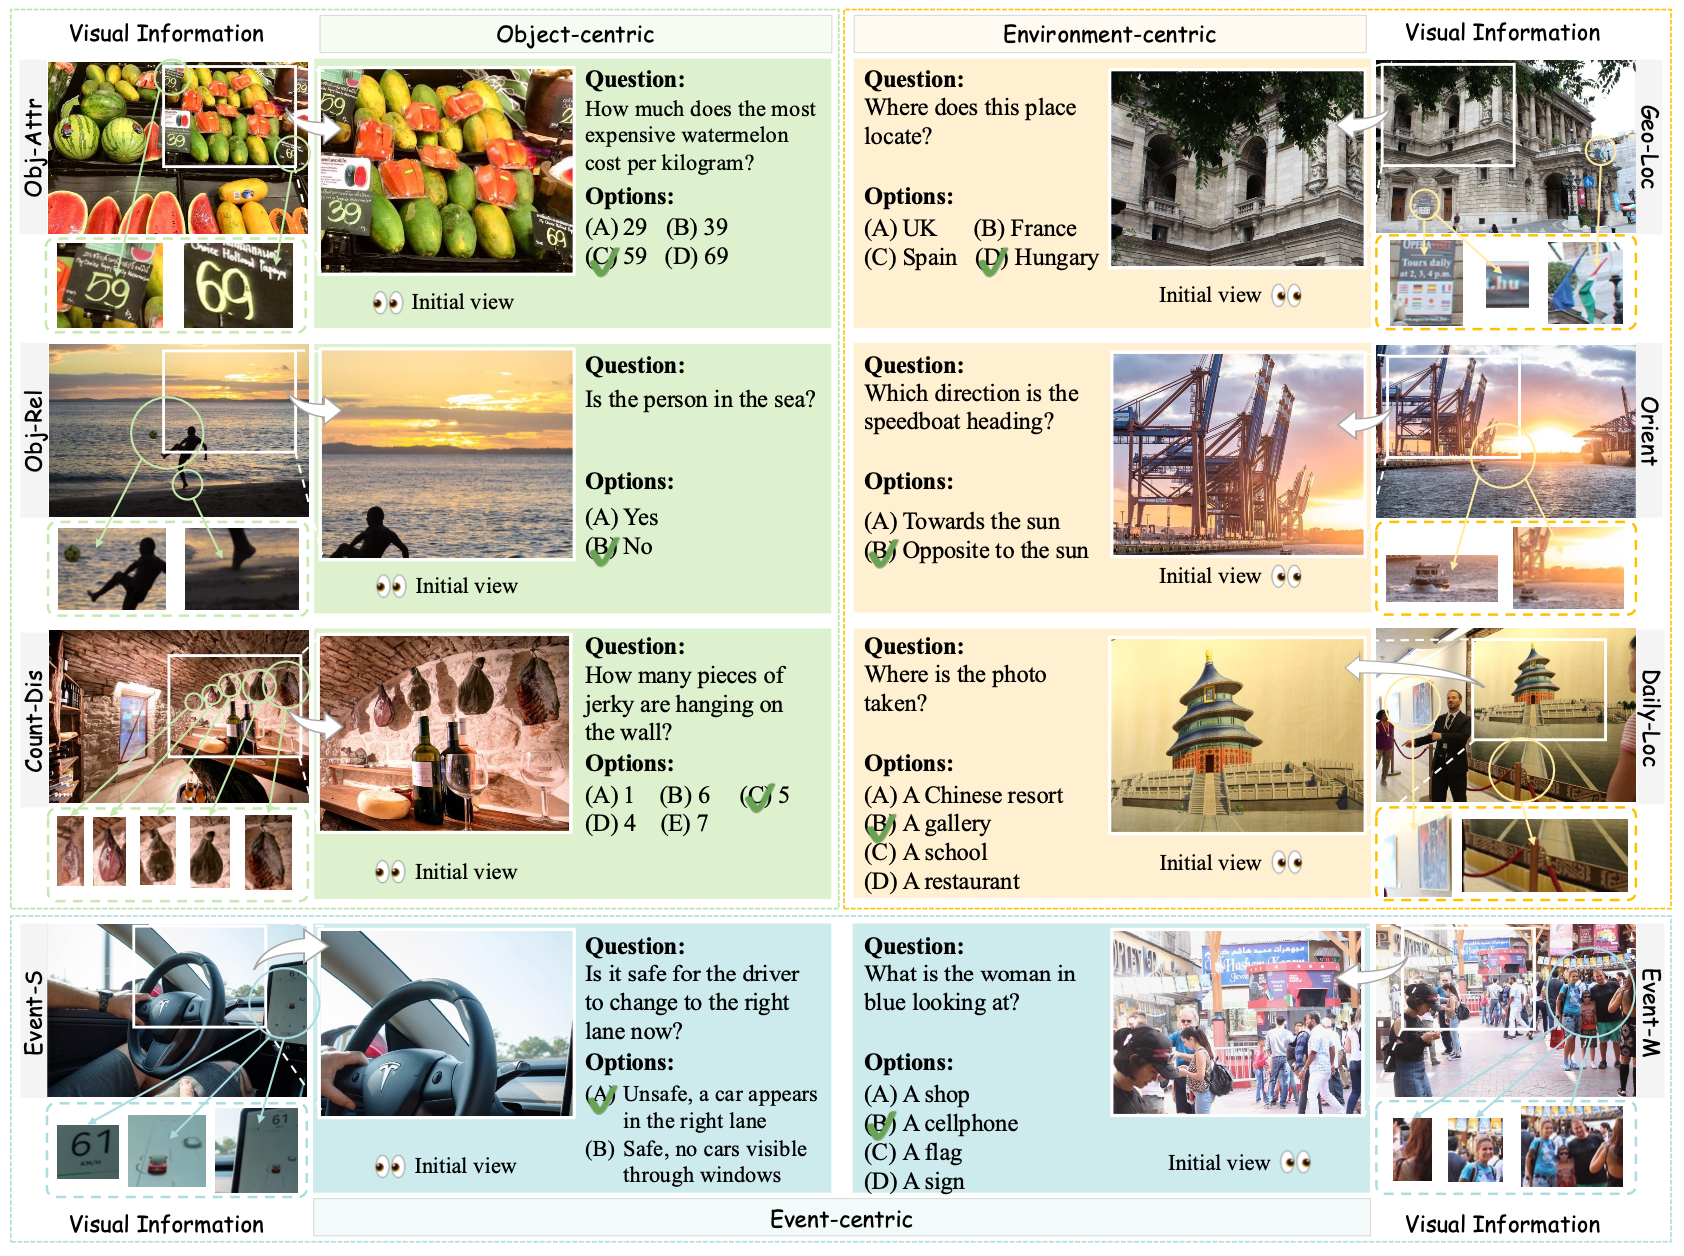 Visual Information
Object-centric
Environment-centric
Visual Information
Obj-Attr
59
39
69
59
39
69
59
69
Question:
How much does the most
expensive watermelon
cost per kilogram?
Options:
(A) 29 (B) 39
(C) 59 (D) 69
Initial view
Question:
Where does this place
locate?
Options:
(A) UK (B) France
(C) Spain (D) Hungary
Initial view
Geo-Loc
Tours daily
at 2, 3, 4 p.m.
.hu
Obj-Rel
Question:
Is the person in the sea?
Options:
(A) Yes
(B) No
Initial view
Question:
Which direction is the
speedboat heading?
Options:
(A) Towards the sun
(B) Opposite to the sun
Initial view
Orient
Count-Dis
Question:
How many pieces of
jerky are hanging on
the wall?
Options:
(A) 1 (B) 6 (C) 5
(D) 4 (E) 7
Initial view
Question:
Where is the photo
taken?
Options:
(A) A Chinese resort
(B) A gallery
(C) A school
(D) A restaurant
Initial view
Daily-Loc
Event-S
61
KM/H
61
Question:
Is it safe for the driver
to change to the right
lane now?
Options:
(A) Unsafe, a car appears
in the right lane
(B) Safe, no cars visible
through windows
Initial view
Question:
What is the woman in
blue looking at?
Options:
(A) A shop
(B) A cellphone
(C) A flag
(D) A sign
Initial view
Event-M
Visual Information
Event-centric
Visual Information